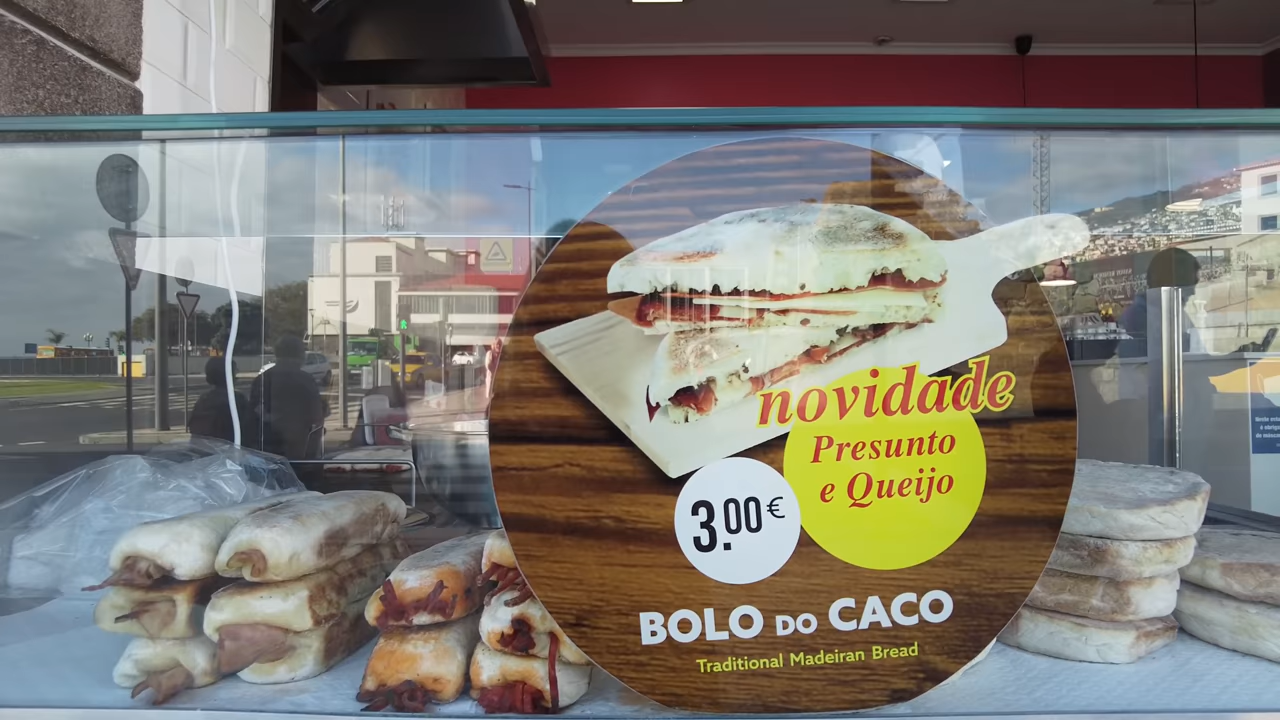 novidade
Presunto
e Queijo
3.00€
BOLO DO CACO
Traditional Madeiran Bread